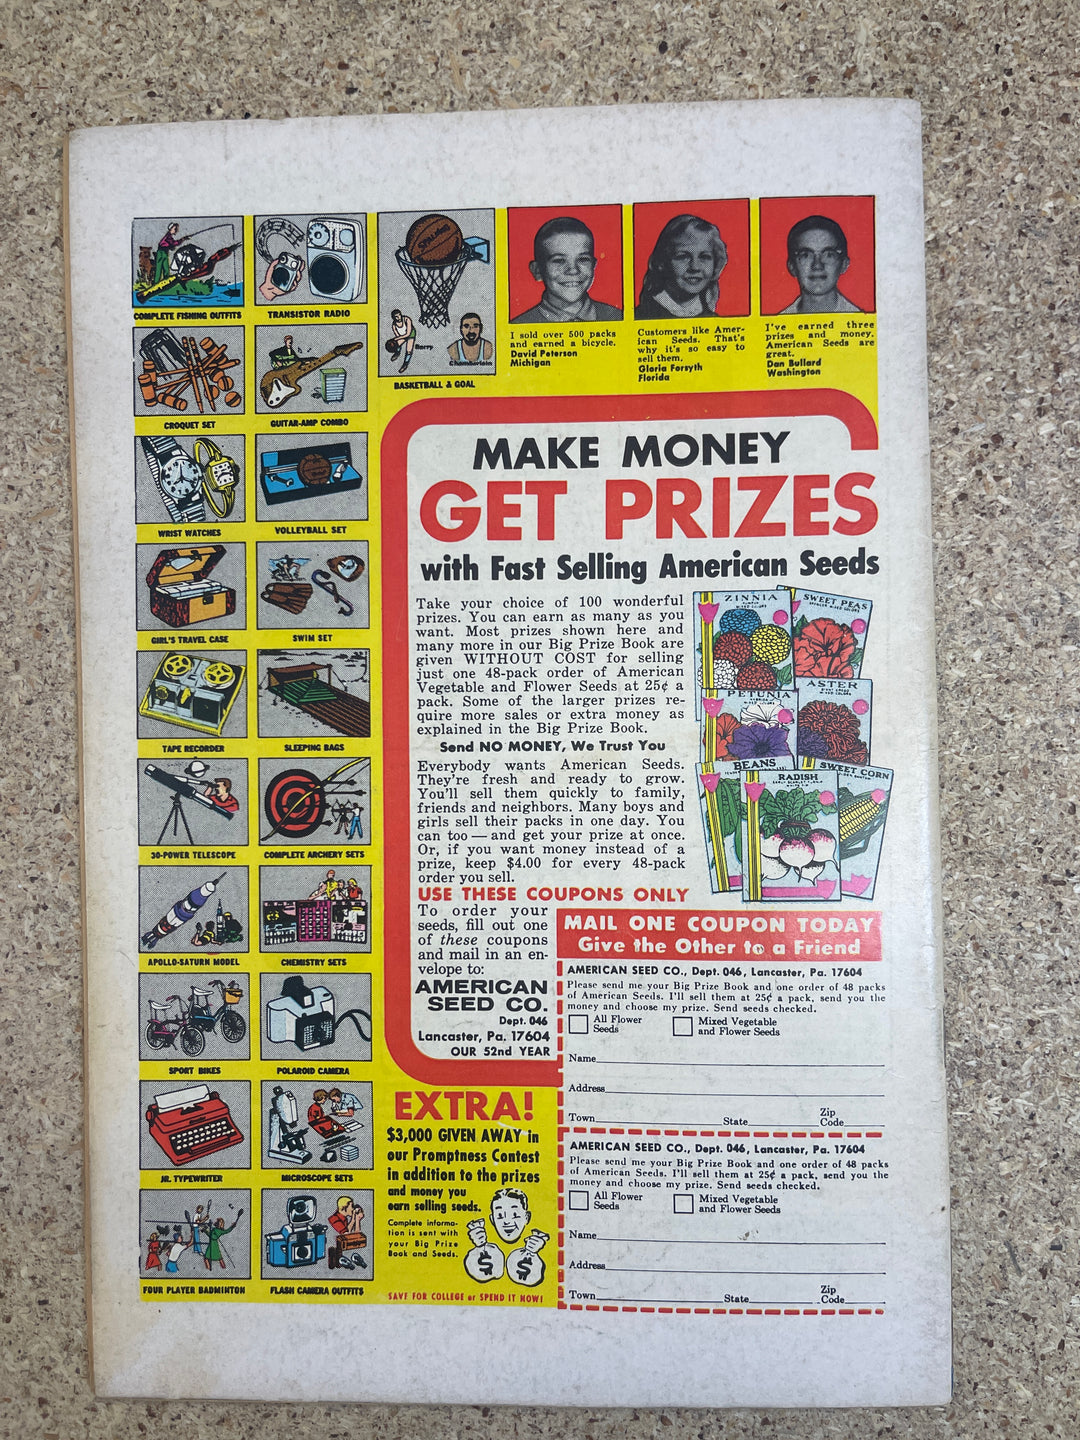 COMPLETE FISHING OUTFITS
TRANSISTOR RADIO
Spalding
Barry
Chamberlain
BASKETBALL & GOAL
I sold over 500 packs
and earned a bicycle.
David Peterson
Michigan
Customers like Amer-
ican Seeds. That's
why it's so easy to
sell them.
Gloria Forsyth
Florida
I've earned three
prizes and money.
American Seeds are
great.
Dan Bullard
Washington
CROQUET SET
GUITAR-AMP COMBO
WRIST WATCHES
VOLLEYBALL SET
GIRL'S TRAVEL CASE
SWIM SET
TAPE RECORDER
SLEEPING BAGS
30-POWER TELESCOPE
COMPLETE ARCHERY SETS
APOLLO-SATURN MODEL
CHEMISTRY SETS
SPORT BIKES
POLAROID CAMERA
JR. TYPEWRITER
MICROSCOPE SETS
FOUR PLAYER BADMINTON
FLASH CAMERA OUTFITS
MAKE MONEY
GET PRIZES
with Fast Selling American Seeds
Take your choice of 100 wonderful
prizes. You can earn as many as you
want. Most prizes shown here and
many more in our Big Prize Book are
given WITHOUT COST for selling
just one 48-pack order of American
Vegetable and Flower Seeds at 25¢ a
pack. Some of the larger prizes re-
quire more sales or extra money as
explained in the Big Prize Book.
Send NO MONEY, We Trust You
Everybody wants American Seeds.
They're fresh and ready to grow.
You'll sell them quickly to family,
friends and neighbors. Many boys and
girls sell their packs in one day. You
can too — and get your prize at once.
Or, if you want money instead of a
prize, keep $4.00 for every 48-pack
order you sell.
ZINNIA
MIXED COLORS
SWEET PEAS
MIXED COLORS
PETUNIA
MIXED COLORS
ASTER
MIXED COLORS
BEANS
RADISH
SWEET CORN
USE THESE COUPONS ONLY
To order your
seeds, fill out one
of these coupons
and mail in an en-
velope to:
AMERICAN
SEED CO.
Dept. 046
Lancaster, Pa. 17604
OUR 52nd YEAR
MAIL ONE COUPON TODAY
Give the Other to a Friend
AMERICAN SEED CO., Dept. 046, Lancaster, Pa. 17604
Please send me your Big Prize Book and one order of 48 packs
of American Seeds. I'll sell them at 25¢ a pack, send you the
money and choose my prize. Send seeds checked.
All Flower
Seeds
Mixed Vegetable
and Flower Seeds
Name
Address
Town State Zip
Code
AMERICAN SEED CO., Dept. 046, Lancaster, Pa. 17604
Please send me your Big Prize Book and one order of 48 packs
of American Seeds. I'll sell them at 25¢ a pack, send you the
money and choose my prize. Send seeds checked.
All Flower
Seeds
Mixed Vegetable
and Flower Seeds
Name
Address
Town State Zip
Code
EXTRA!
$3,000 GIVEN AWAY in
our Promptness Contest
in addition to the prizes
and money you
earn selling seeds.
Complete informa-
tion is sent with
your Big Prize
Book and Seeds.
$ $
SAVE FOR COLLEGE or SPEND IT NOW!